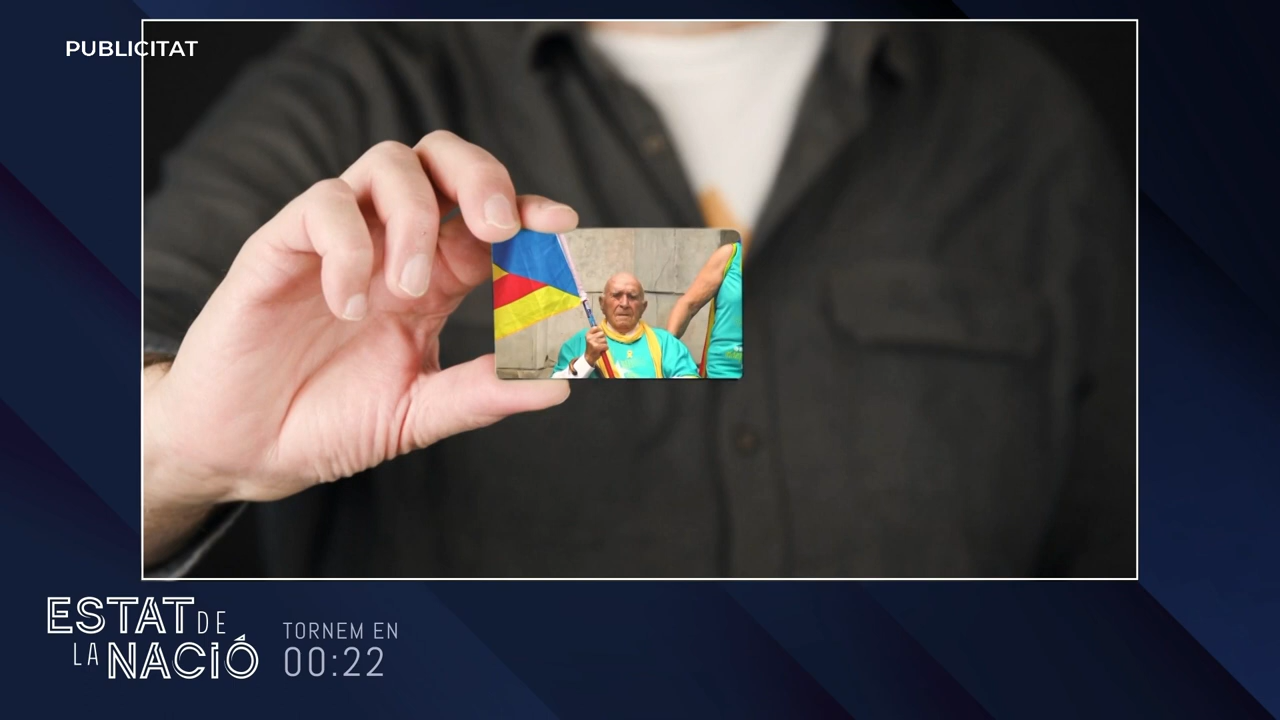 PUBLICITAT
ESTAT DE
LA NACIÓ
TORNEM EN
00:22